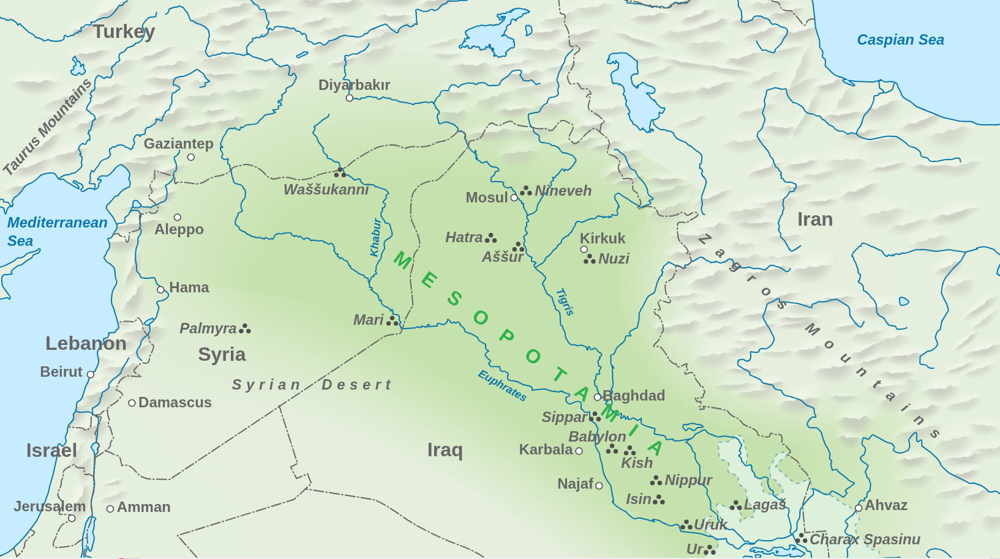 Turkey
Caspian Sea
Diyarbakır
Taurus Mountains
Gaziantep
Waššukanni
Mosul
Nineveh
Mediterranean
Sea
Aleppo
Iran
Khabur
Hatra
Aššur
Kirkuk
Nuzi
Zagros Mountains
MESOPOTAMIA
Hama
Tigris
Palmyra
Mari
Lebanon
Syria
Beirut
Euphrates
Syrian Desert
Damascus
Baghdad
Sippar
Babylon
Israel
Iraq
Karbala
Kish
Najaf
Nippur
Isin
Lagaš
Ahvaz
Jerusalem
Amman
Uruk
Charax Spasinu
Ur